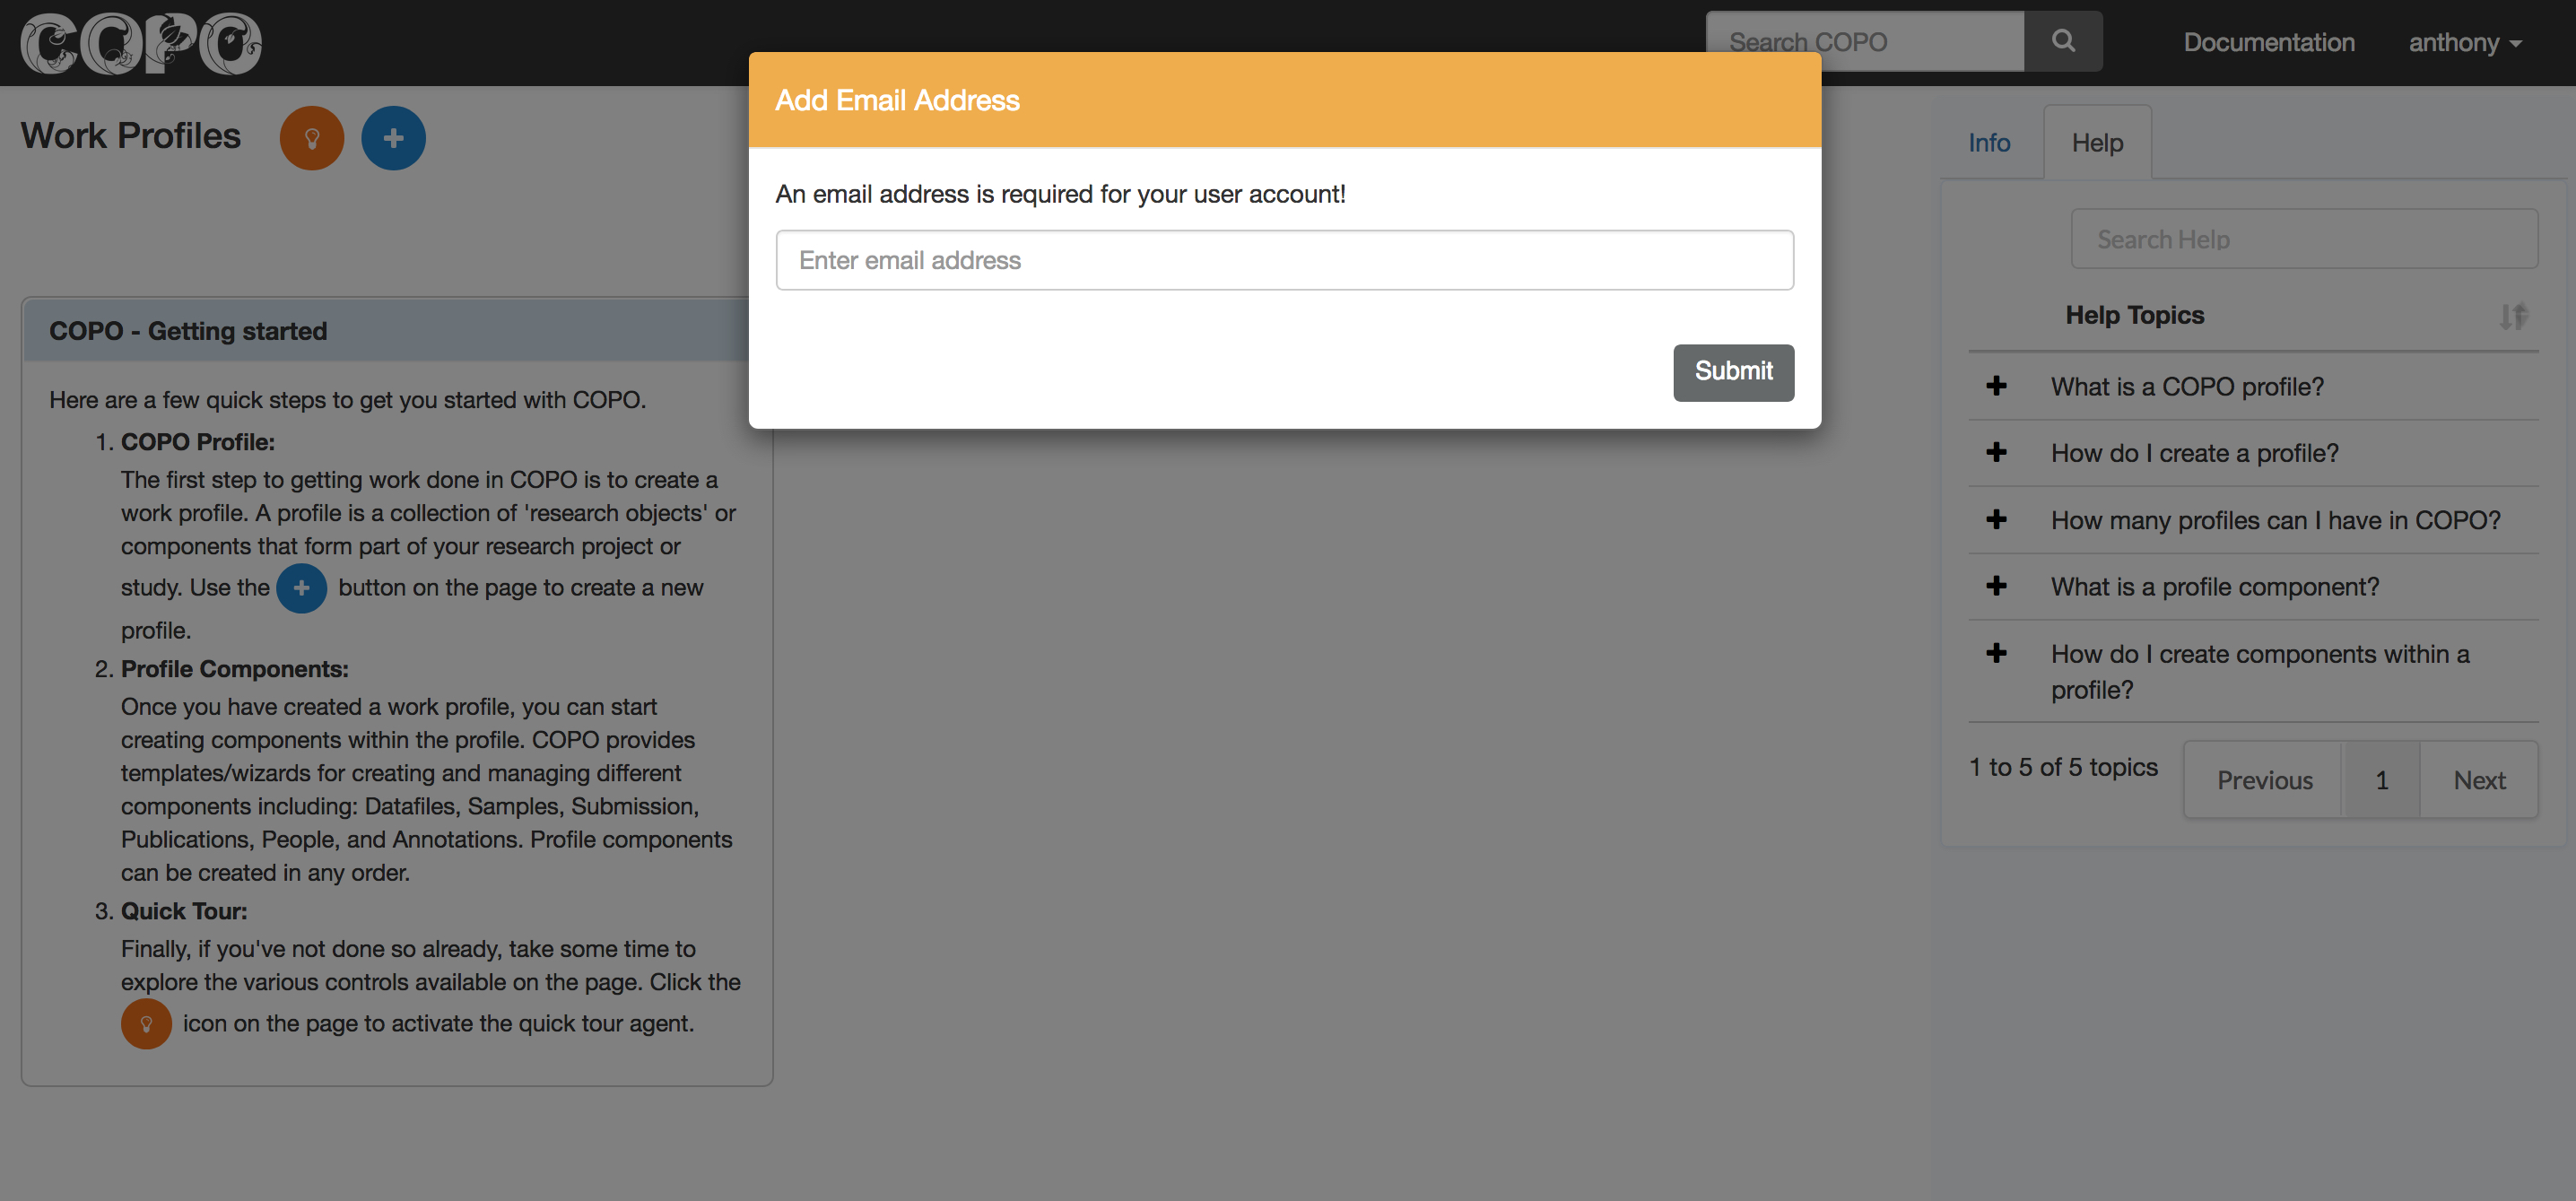 COPO
Search COPO
Documentation
anthony
Add Email Address
An email address is required for your user account!
Enter email address
Submit
Work Profiles
COPO - Getting started
Here are a few quick steps to get you started with COPO.
1. COPO Profile:
The first step to getting work done in COPO is to create a
work profile. A profile is a collection of 'research objects' or
components that form part of your research project or
study. Use the button on the page to create a new
profile.
2. Profile Components:
Once you have created a work profile, you can start
creating components within the profile. COPO provides
templates/wizards for creating and managing different
components including: Datafiles, Samples, Submission,
Publications, People, and Annotations. Profile components
can be created in any order.
3. Quick Tour:
Finally, if you've not done so already, take some time to
explore the various controls available on the page. Click the
icon on the page to activate the quick tour agent.
Info
Help
Search Help
Help Topics
What is a COPO profile?
How do I create a profile?
How many profiles can I have in COPO?
What is a profile component?
How do I create components within a
profile?
1 to 5 of 5 topics
Previous
1
Next